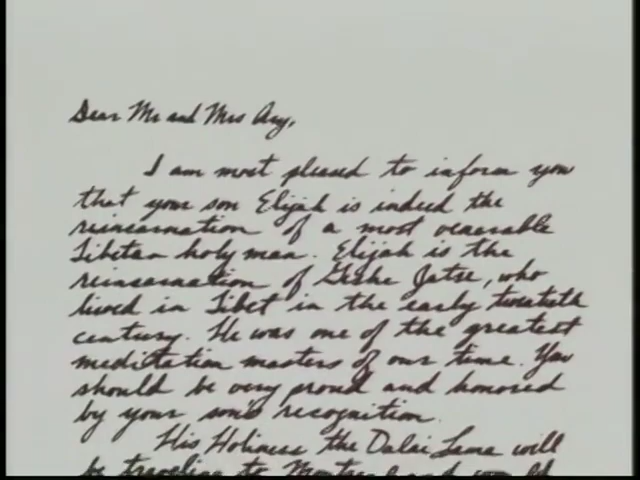 Dear Mr and Mrs Ary,
I am most pleased to inform you
that your son Elijah is indeed the
reincarnation of a most venerable
Tibetan holy man. Elijah is the
reincarnation of Geshe Jatse, who
lived in Tibet in the early twentieth
century. He was one of the greatest
meditation masters of our time. You
should be very proud and honored
by your son's recognition.
His Holiness the Dalai Lama will
be traveling to